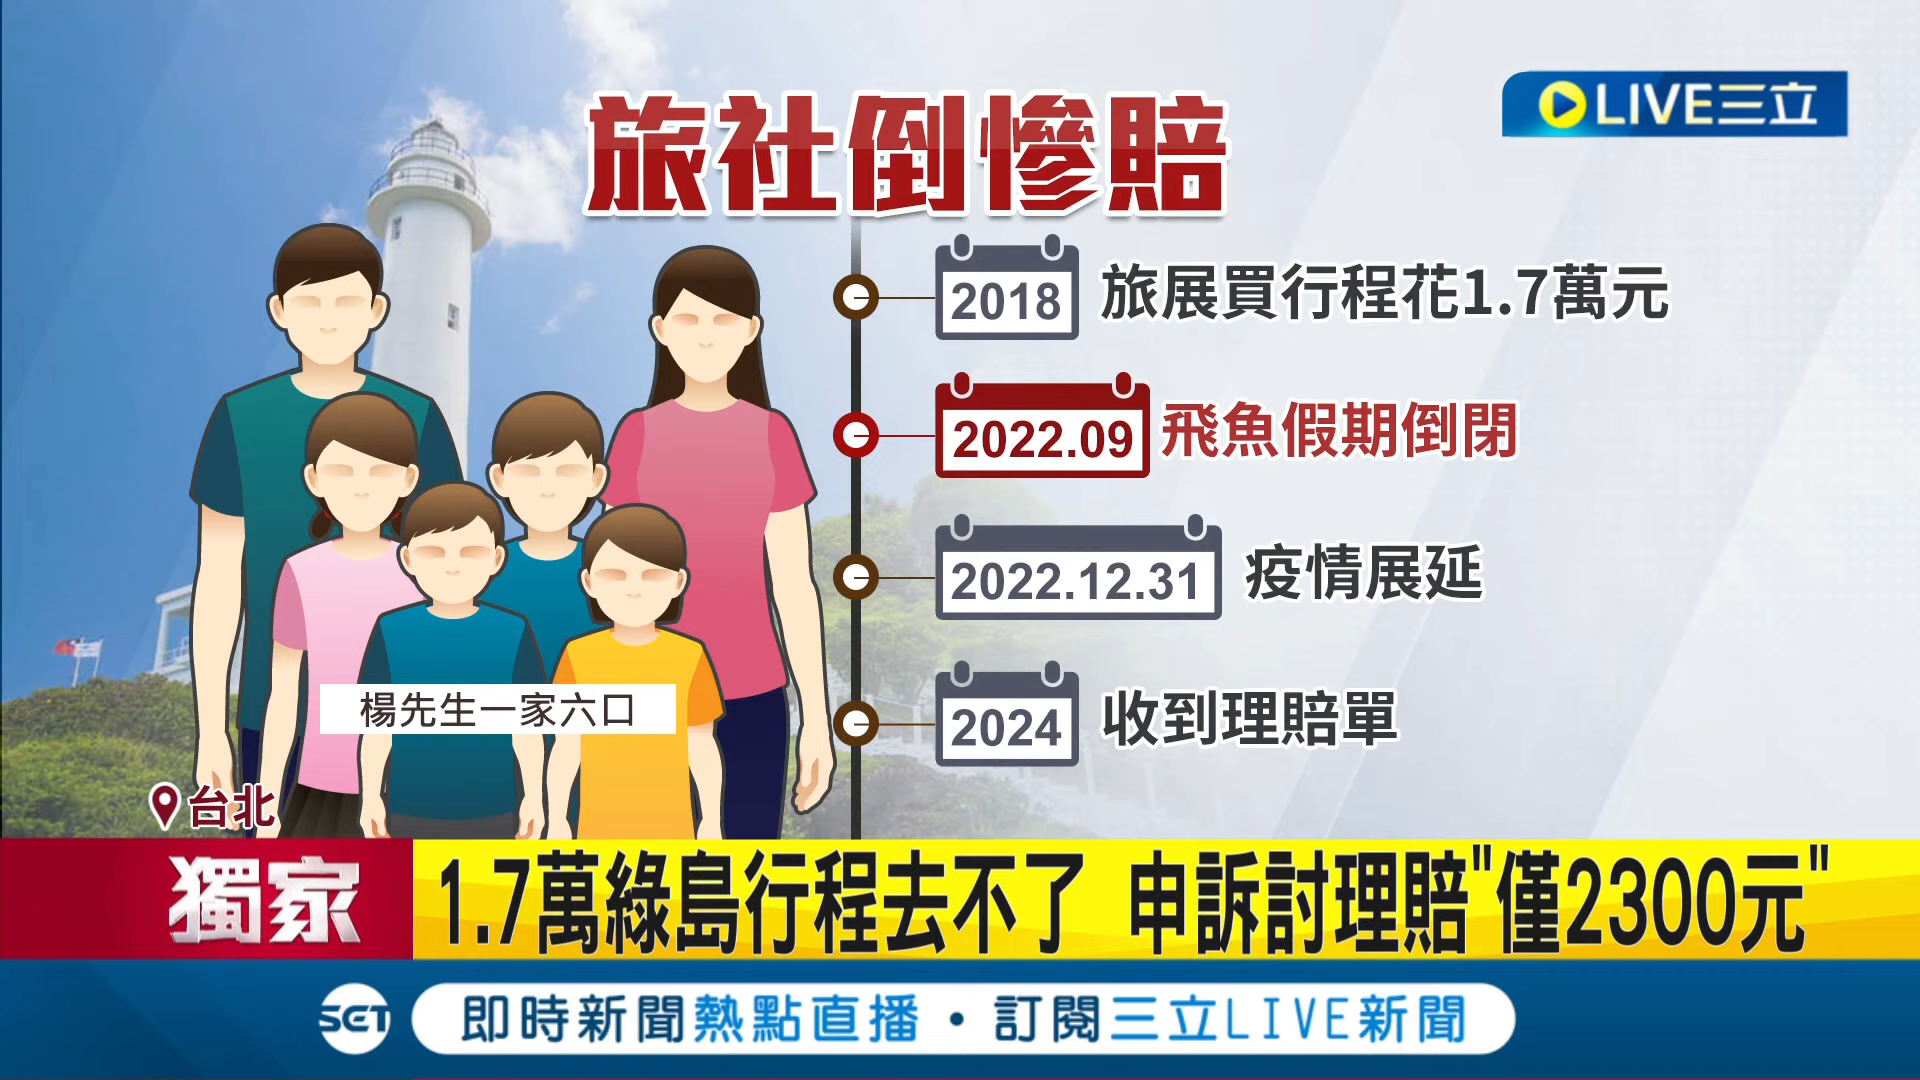 旅社倒慘賠
LIVE三立
2018 旅展買行程花1.7萬元
2022.09 飛魚假期倒閉
2022.12.31 疫情展延
2024 收到理賠單
楊先生一家六口
台北
獨家
1.7萬綠島行程去不了 申訴討理賠"僅2300元"
SET 即時新聞熱點直播・訂閱三立LIVE新聞